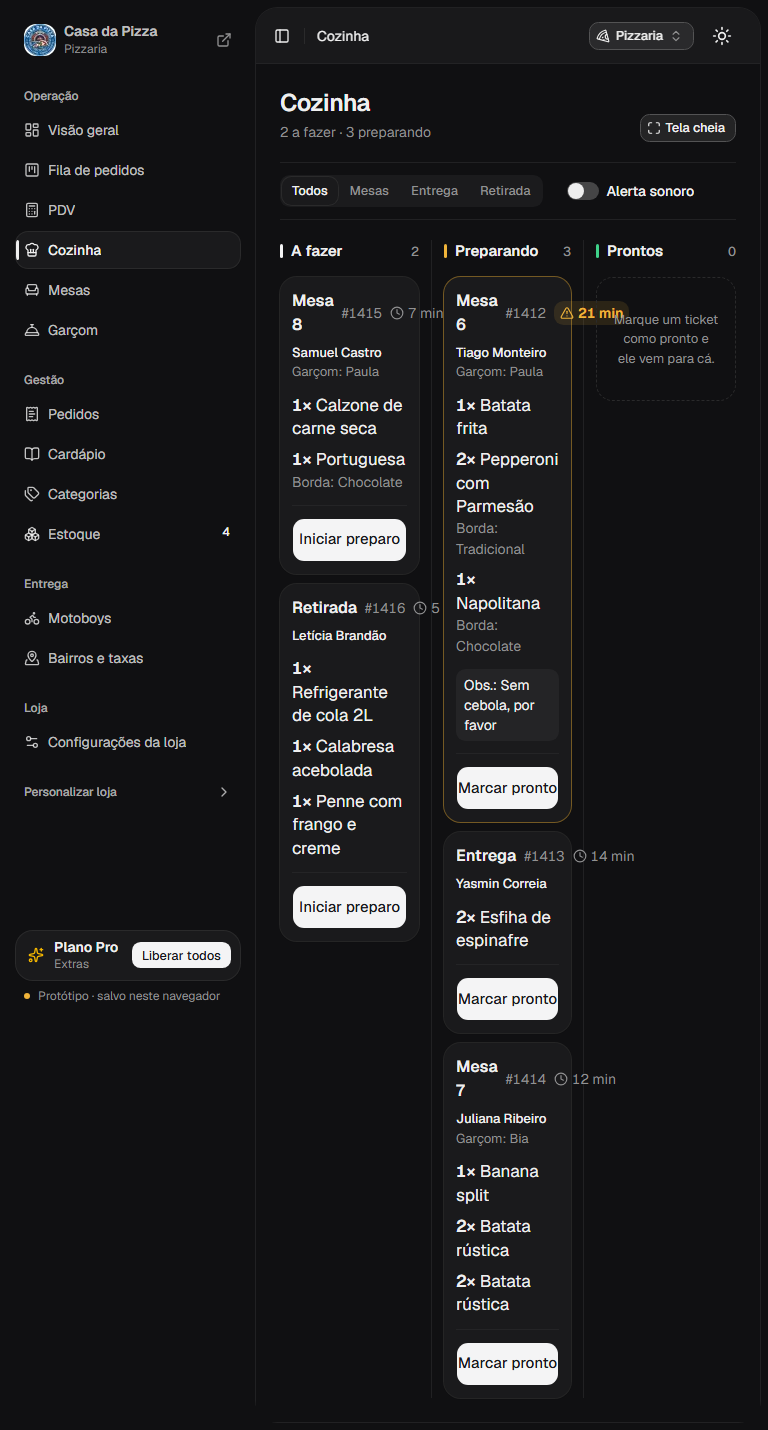 Casa da Pizza
Pizzaria
Operação
Visão geral
Fila de pedidos
PDV
Cozinha
Mesas
Garçom
Gestão
Pedidos
Cardápio
Categorias
Estoque 4
Entrega
Motoboys
Bairros e taxas
Loja
Configurações da loja
Personalizar loja
Plano Pro
Extras
Liberar todos
Protótipo · salvo neste navegador
Cozinha
Pizzaria
Cozinha
2 a fazer · 3 preparando
Tela cheia
Todos Mesas Entrega Retirada Alerta sonoro
A fazer 2
Mesa
8
#1415 7 min
Samuel Castro
Garçom: Paula
1× Calzone de
carne seca
1× Portuguesa
Borda: Chocolate
Iniciar preparo
Retirada #1416 5
Letícia Brandão
1×
Refrigerante
de cola 2L
1× Calabresa
acebolada
1× Penne com
frango e
creme
Iniciar preparo
Preparando 3
Mesa
6
#1412 21 min
Tiago Monteiro
Garçom: Paula
1× Batata
frita
2× Pepperoni
com
Parmesão
Borda:
Tradicional
1×
Napolitana
Borda:
Chocolate
Obs.: Sem
cebola, por
favor
Marcar pronto
Entrega #1413 14 min
Yasmin Correia
2× Esfiha de
espinafre
Marcar pronto
Mesa
7
#1414 12 min
Juliana Ribeiro
Garçom: Bia
1× Banana
split
2× Batata
rústica
2× Batata
rústica
Marcar pronto
Prontos 0
Marque um ticket
como pronto e
ele vem para cá.